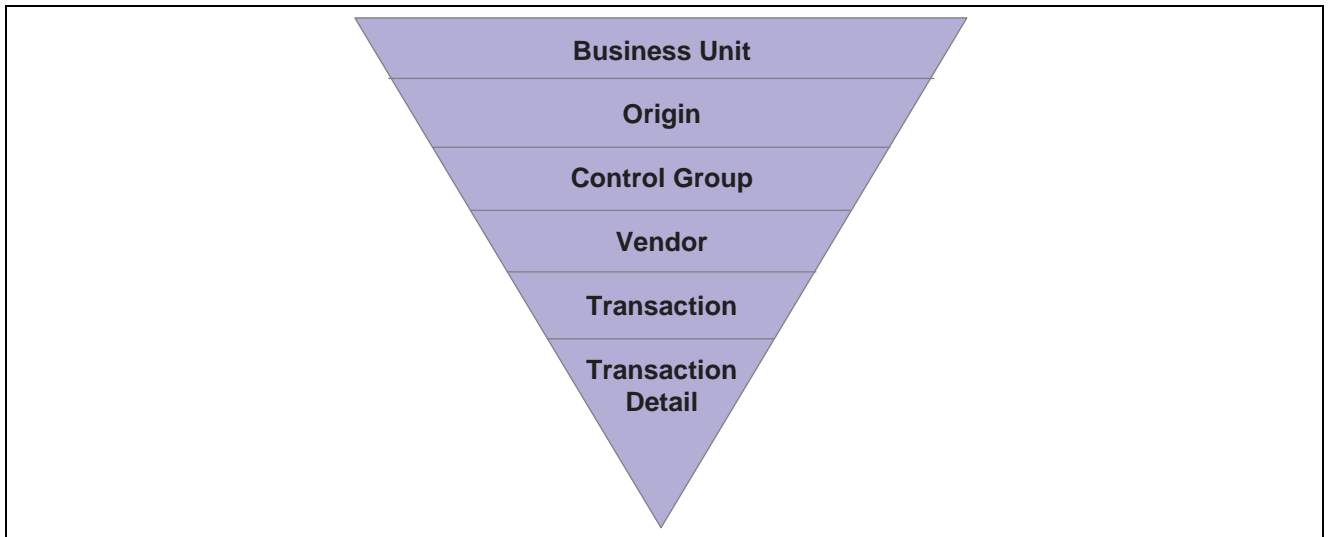 Business Unit
Origin
Control Group
Vendor
Transaction
Transaction
Detail